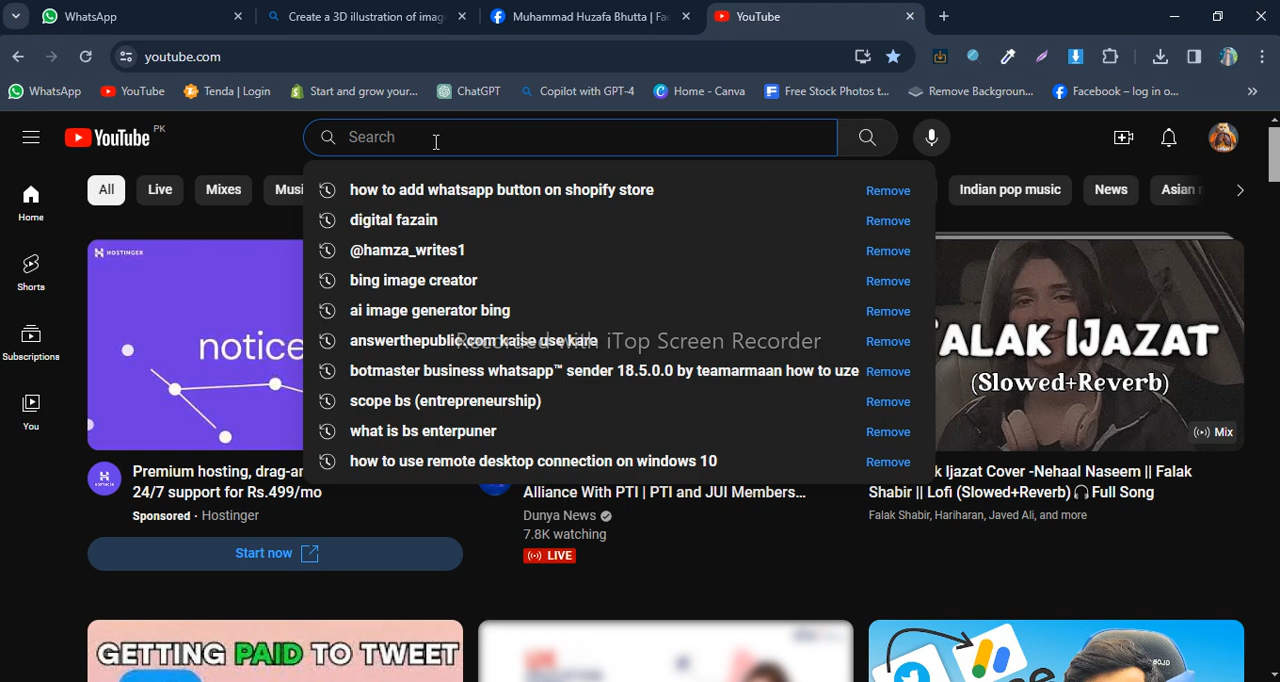 WhatsApp
Create a 3D illustration of imag
Muhammad Huzafa Bhutta | Fac
YouTube
youtube.com
WhatsApp
YouTube
Tenda | Login
Start and grow your...
ChatGPT
Copilot with GPT-4
Home - Canva
Free Stock Photos t...
Remove Backgroun...
Facebook – log in o...
YouTube PK
Search
All
Live
Mixes
Musi
Indian pop music
News
Asian
Home
Shorts
Subscriptions
You
how to add whatsapp button on shopify store
Remove
digital fazain
Remove
@hamza_writes1
Remove
bing image creator
Remove
ai image generator bing
Remove
answerthepublic.com kaise use kare
Remove
botmaster business whatsapp™ sender 18.5.0.0 by teamarmaan how to uze
Remove
scope bs (entrepreneurship)
Remove
what is bs enterpuner
Remove
how to use remote desktop connection on windows 10
Remove
Recorded with iTop Screen Recorder
HOSTINGER
notice
Premium hosting, drag-an
24/7 support for Rs.499/mo
Sponsored · Hostinger
Start now
Alliance With PTI | PTI and JUI Members...
Dunya News
7.8K watching
LIVE
ALAK IJAZAT
(Slowed+Reverb)
Mix
k Ijazat Cover -Nehaal Naseem || Falak
Shabir || Lofi (Slowed+Reverb) 🎧 Full Song
Falak Shabir, Hariharan, Javed Ali, and more
GETTING PAID TO TWEET